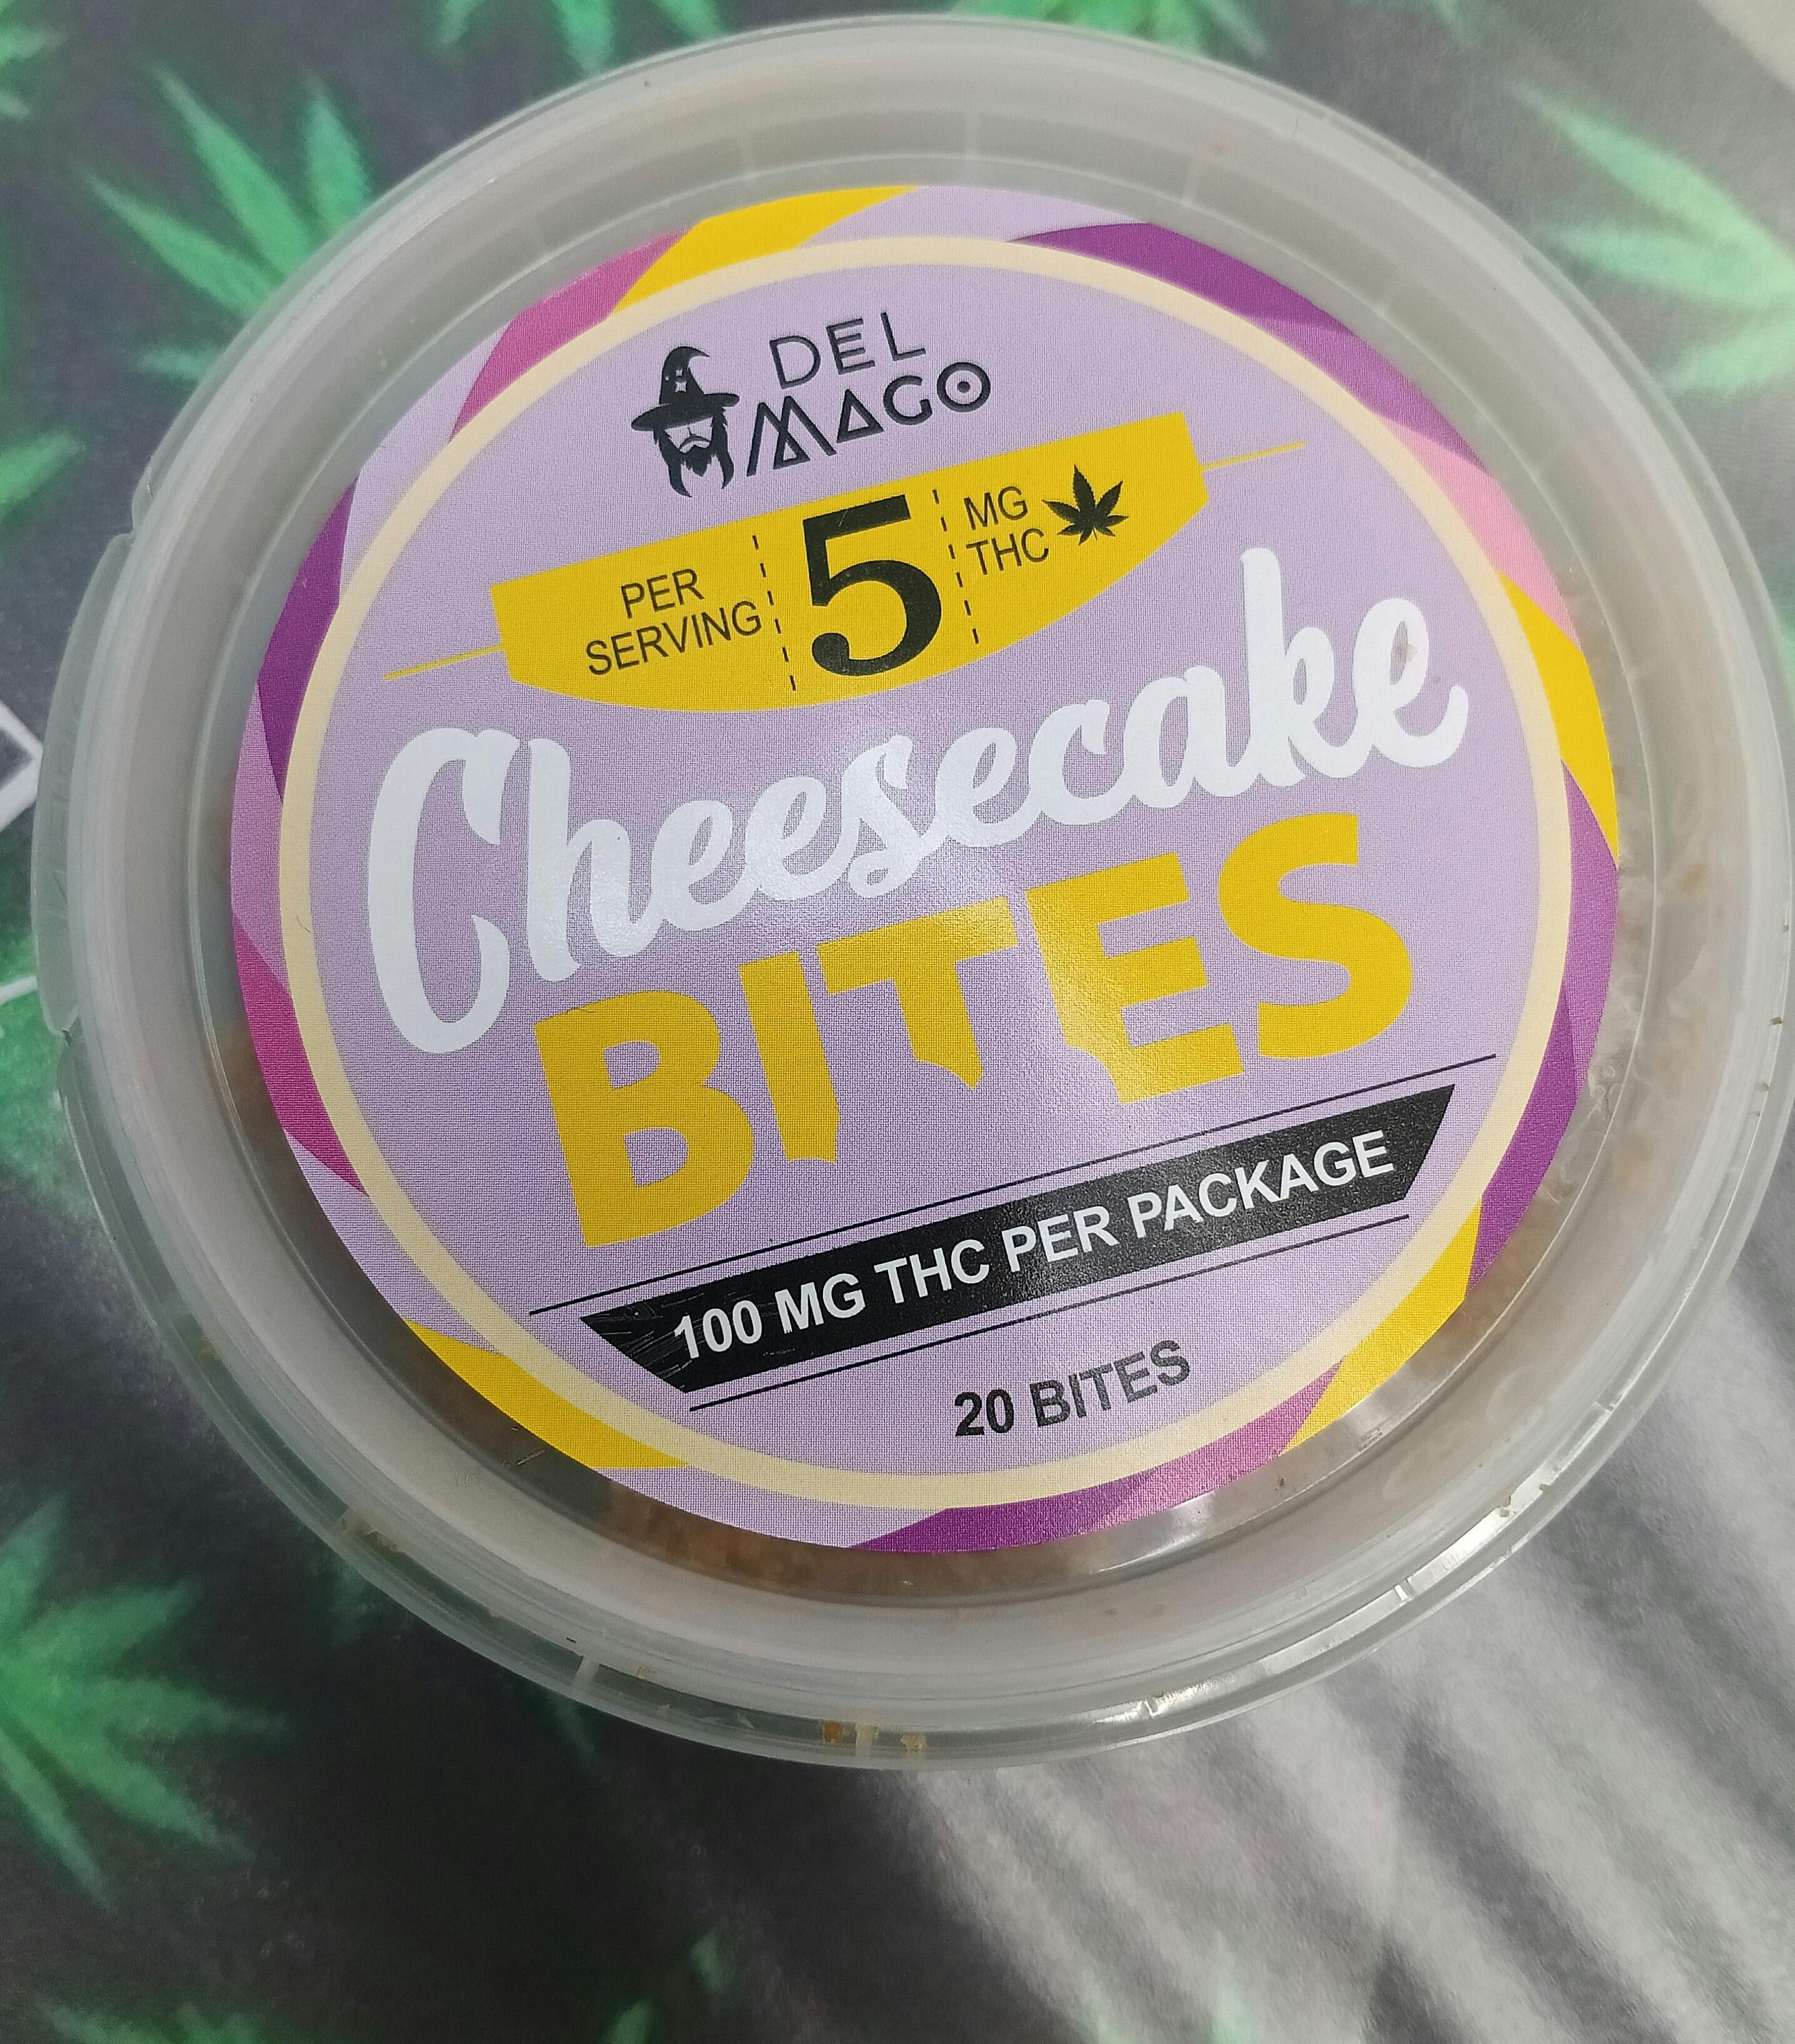 DEL
MAGO
PER
SERVING
5
MG
THC
Cheesecake
BITES
100 MG THC PER PACKAGE
20 BITES